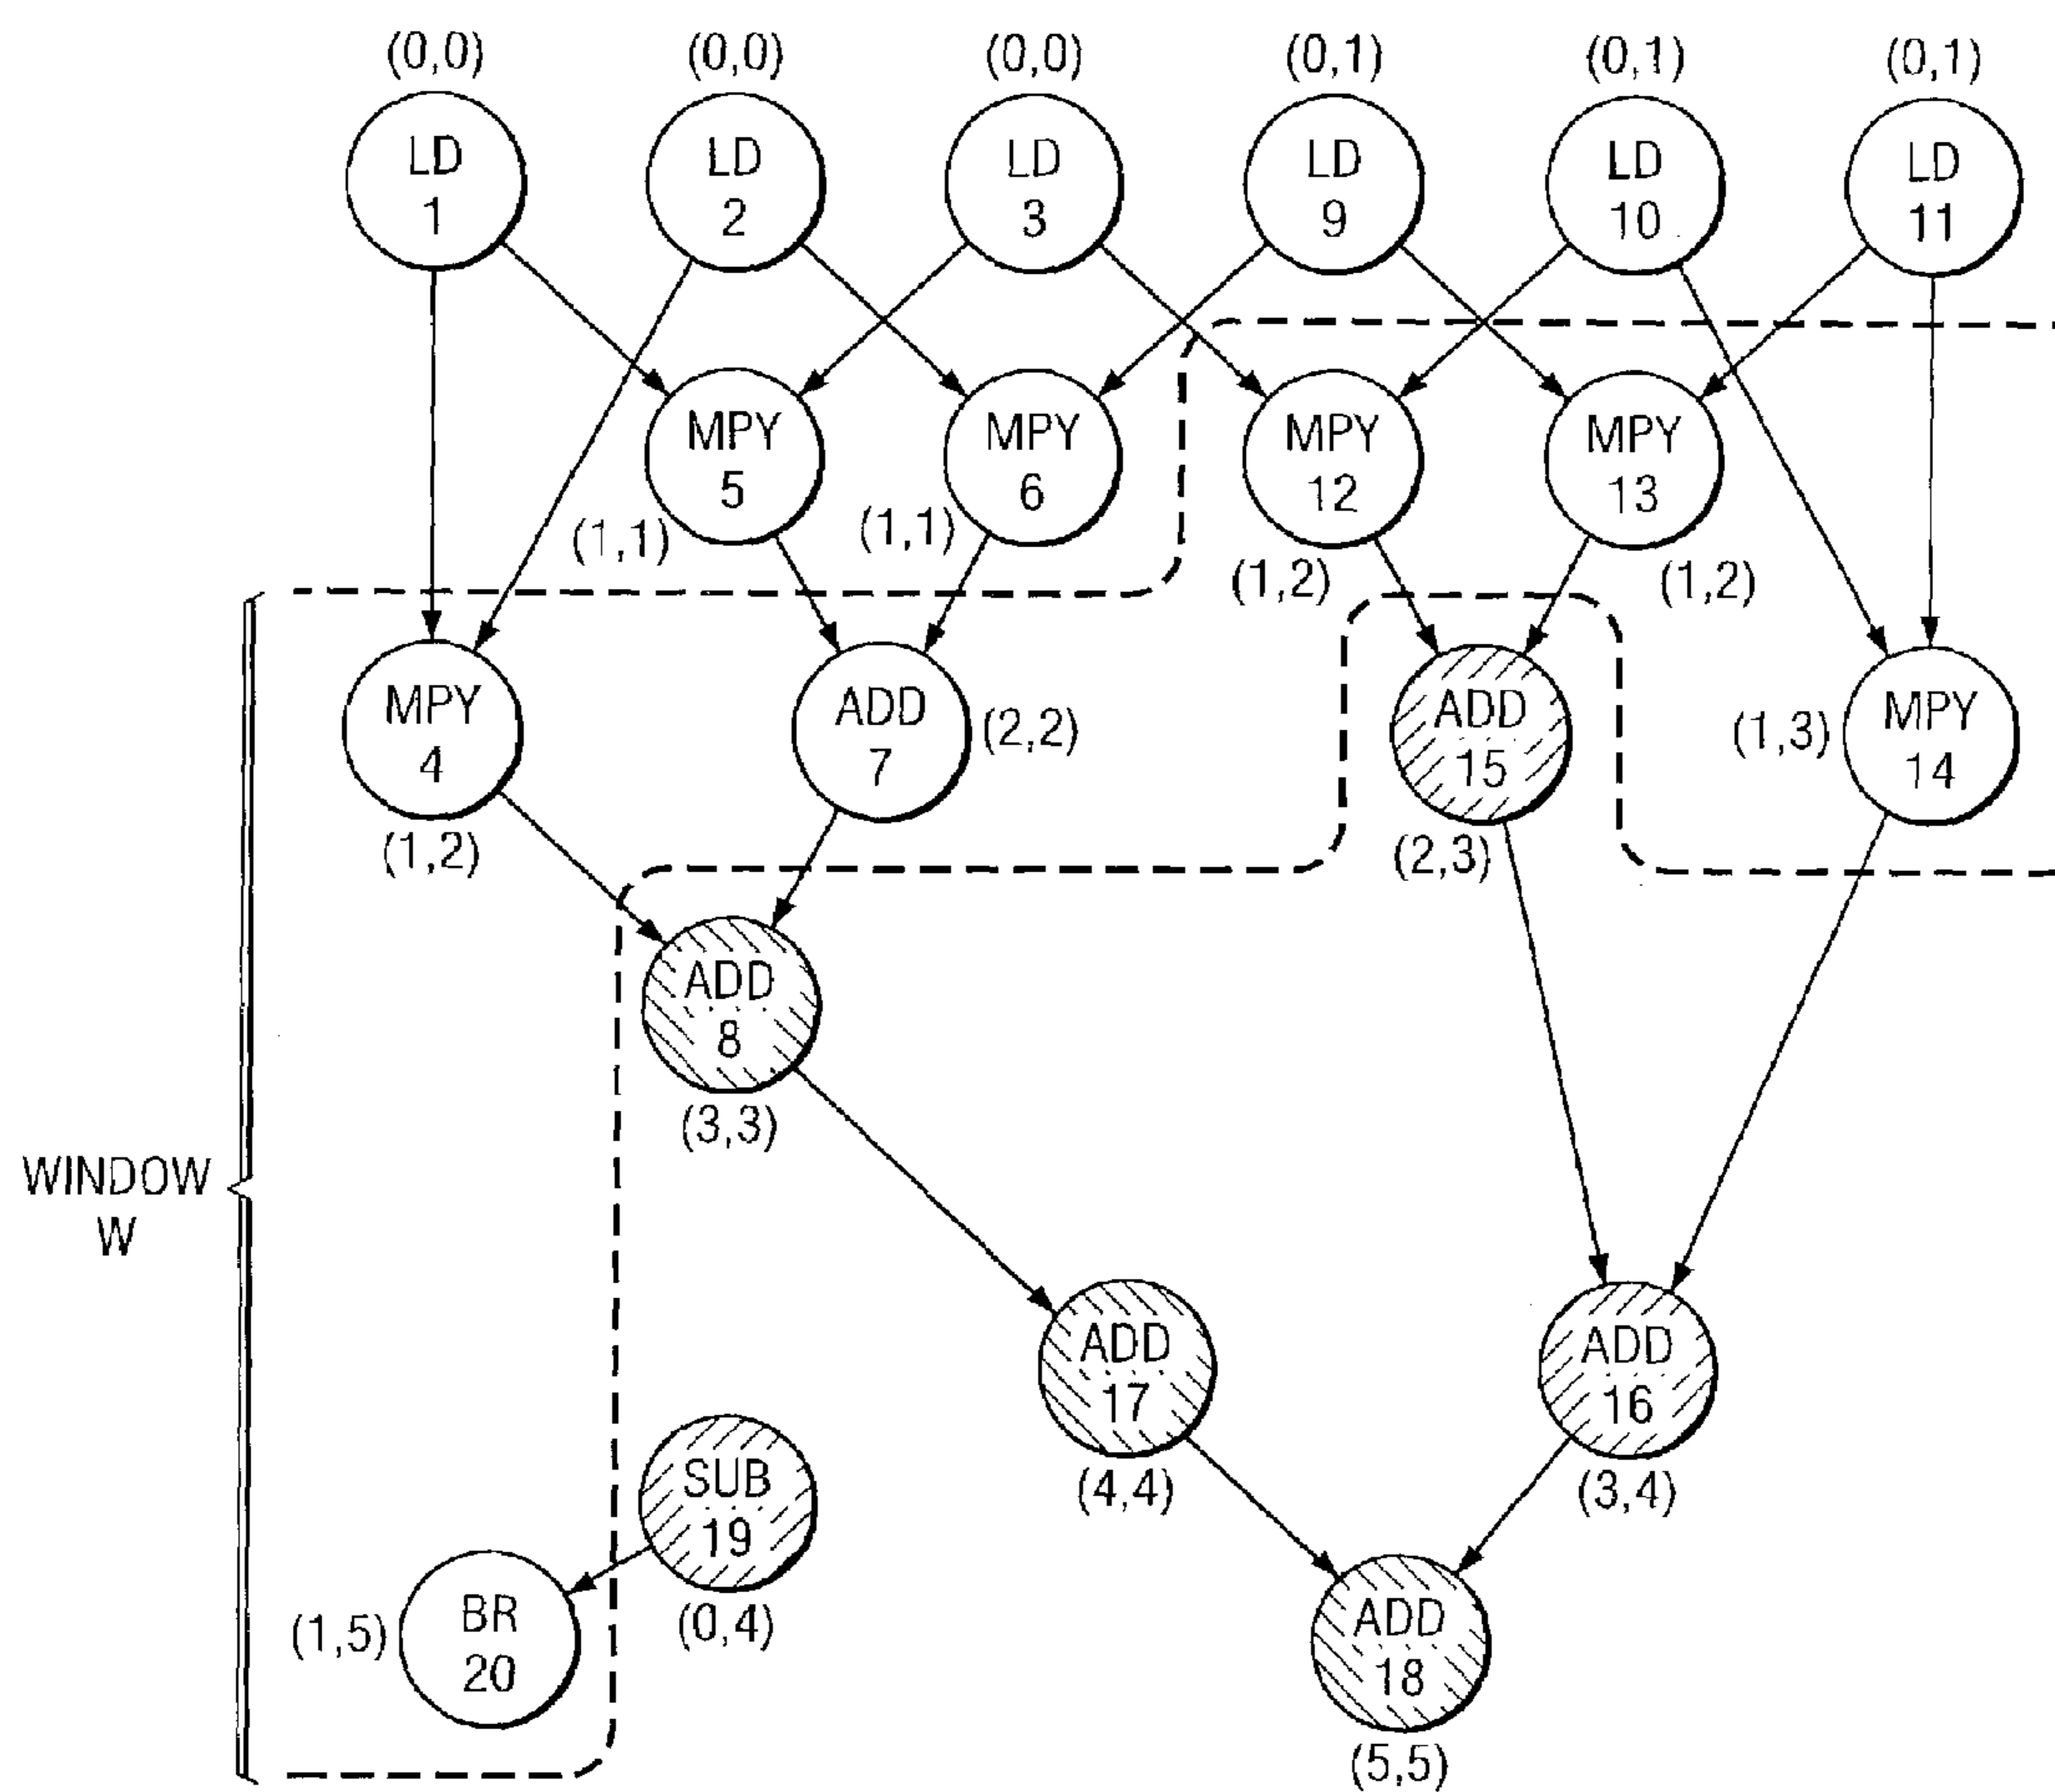 (0,0)
(0,0)
(0,0)
(0,1)
(0,1)
(0,1)
LD
1
LD
2
LD
3
LD
9
LD
10
LD
11
MPY
5
MPY
6
MPY
12
MPY
13
(1,1)
(1,1)
(1,2)
(1,2)
MPY
4
ADD
7
(2,2)
ADD
15
(1,3)
MPY
14
(1,2)
(2,3)
ADD
8
(3,3)
WINDOW
W
ADD
17
ADD
16
(4,4)
(3,4)
SUB
19
(0,4)
(1,5)
BR
20
ADD
18
(5,5)